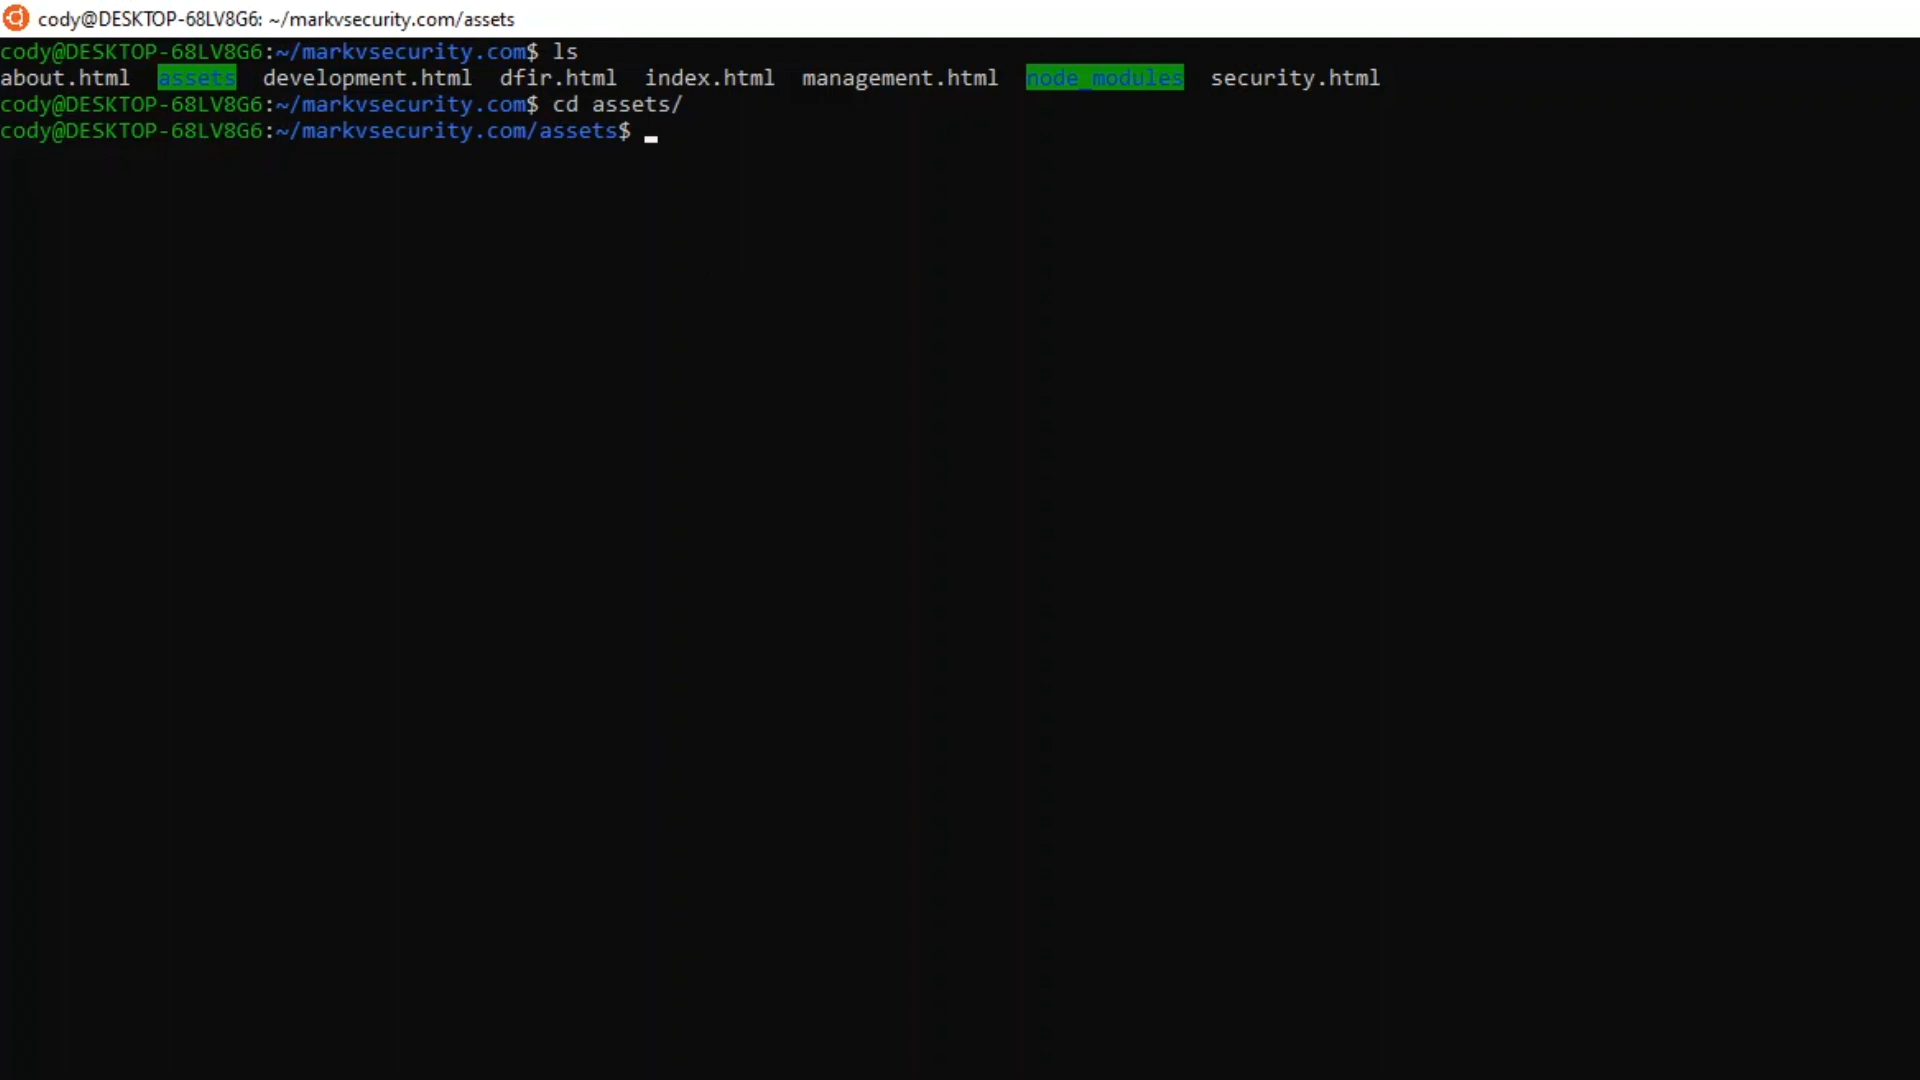 cody@DESKTOP-68LV8G6: ~/markvsecurity.com/assets
cody@DESKTOP-68LV8G6:~/markvsecurity.com$ ls
about.html  assets  development.html  dfir.html  index.html  management.html  node_modules  security.html
cody@DESKTOP-68LV8G6:~/markvsecurity.com$ cd assets/
cody@DESKTOP-68LV8G6:~/markvsecurity.com/assets$